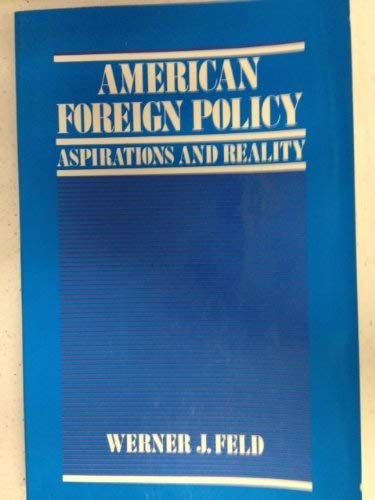 AMERICAN
FOREIGN POLICY
ASPIRATIONS AND REALITY
WERNER J. FELD